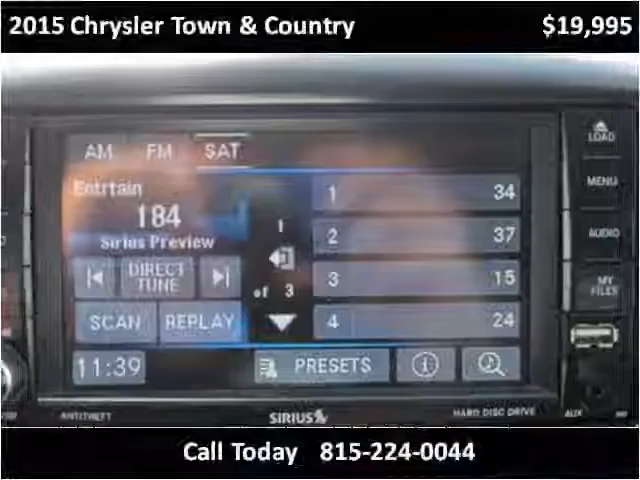 2015 Chrysler Town & Country $19,995
LOAD
AM FM SAT
MENU
Entrtain
184
Sirius Preview
1 34
2 37
3 15
4 24
1
of 3
AUDIO
DIRECT TUNE
MY FILES
SCAN REPLAY
11:39 PRESETS
ANTITHEFT SIRIUS HARD DISC DRIVE AUX
Call Today 815-224-0044